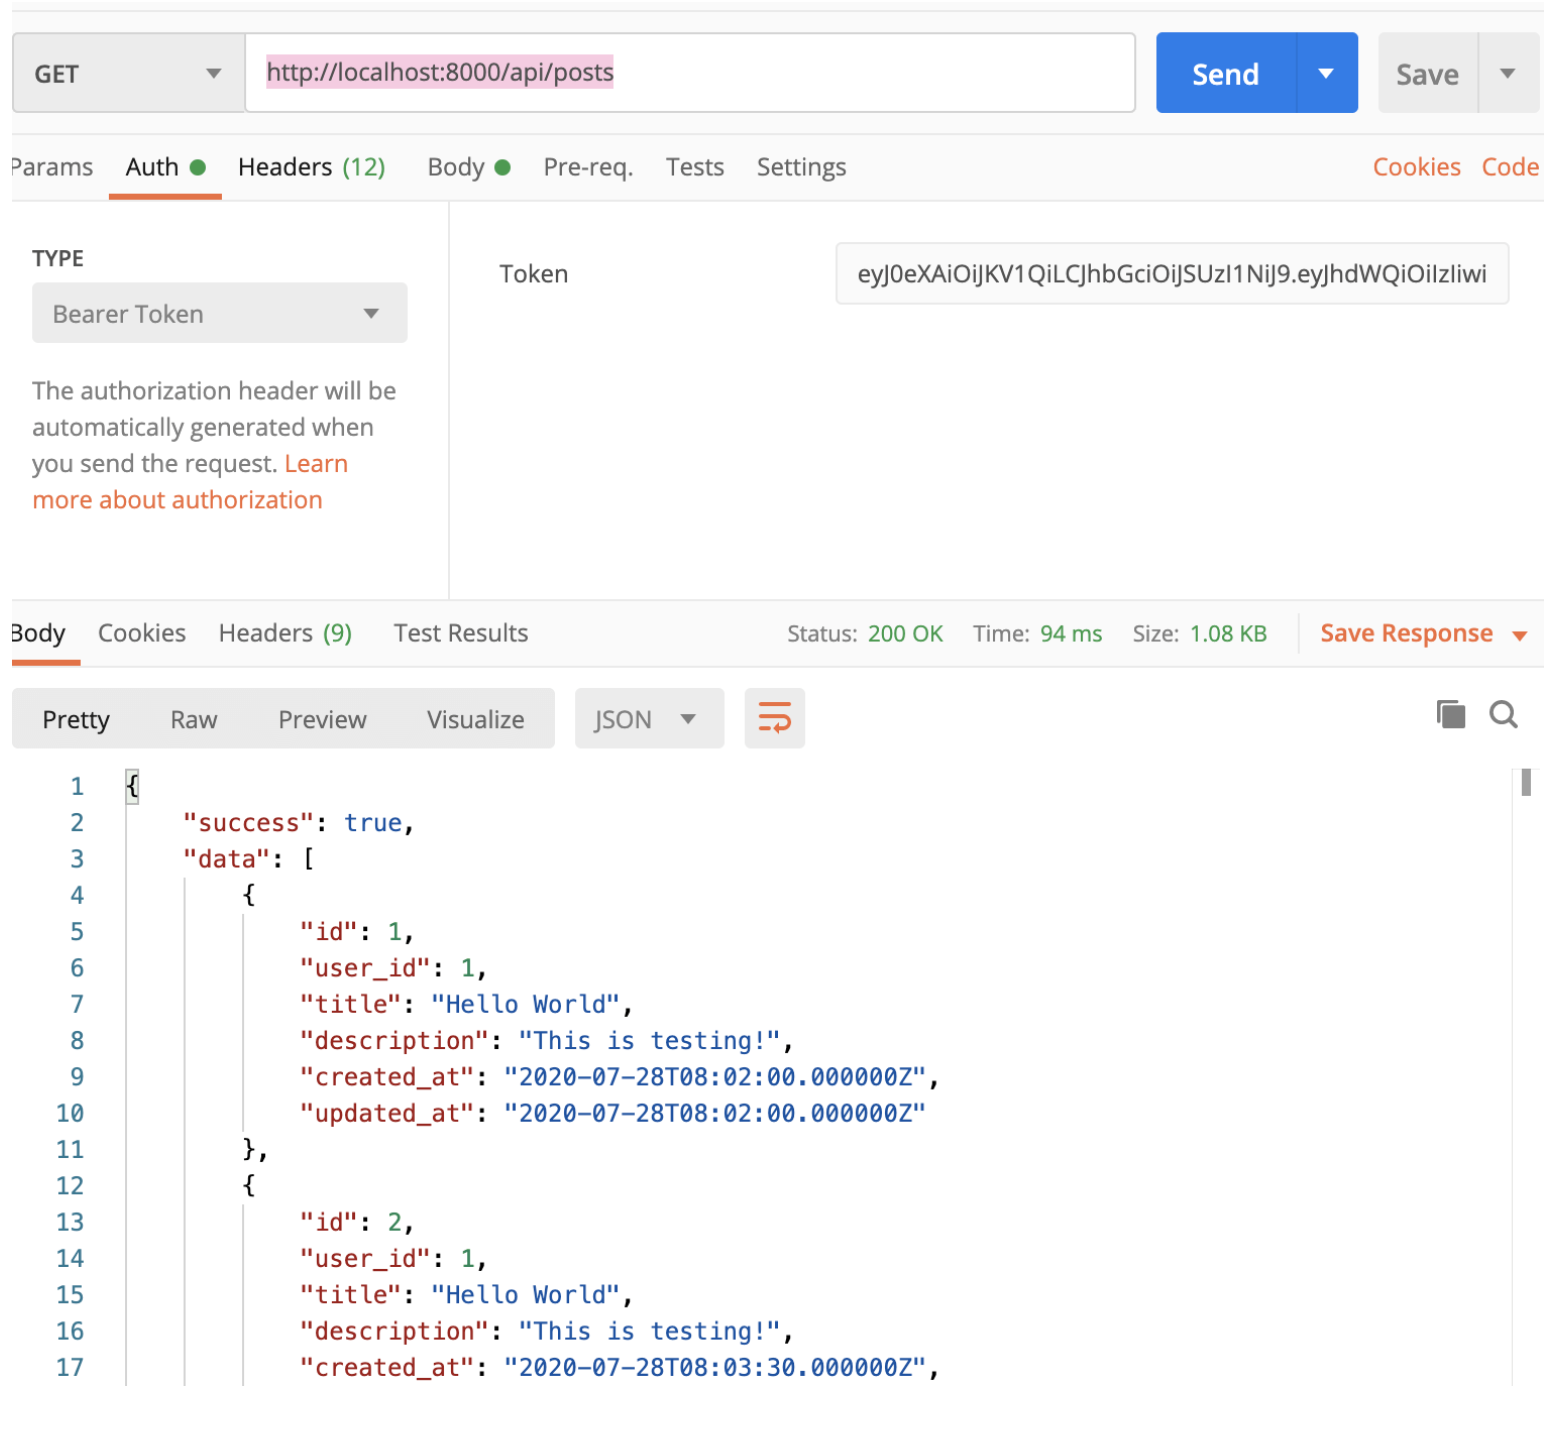 GET http://localhost:8000/api/posts Send Save
Params Auth Headers (12) Body Pre-req. Tests Settings Cookies Code
TYPE
Bearer Token
The authorization header will be
automatically generated when
you send the request. Learn
more about authorization
Token eyJ0eXAiOiJKV1QiLCJhbGciOiJSUzI1NiJ9.eyJhdWQiOiIzIiwi
Body Cookies Headers (9) Test Results Status: 200 OK Time: 94 ms Size: 1.08 KB Save Response
Pretty Raw Preview Visualize JSON
1 {
2 "success": true,
3 "data": [
4 {
5 "id": 1,
6 "user_id": 1,
7 "title": "Hello World",
8 "description": "This is testing!",
9 "created_at": "2020-07-28T08:02:00.000000Z",
10 "updated_at": "2020-07-28T08:02:00.000000Z"
11 },
12 {
13 "id": 2,
14 "user_id": 1,
15 "title": "Hello World",
16 "description": "This is testing!",
17 "created_at": "2020-07-28T08:03:30.000000Z",